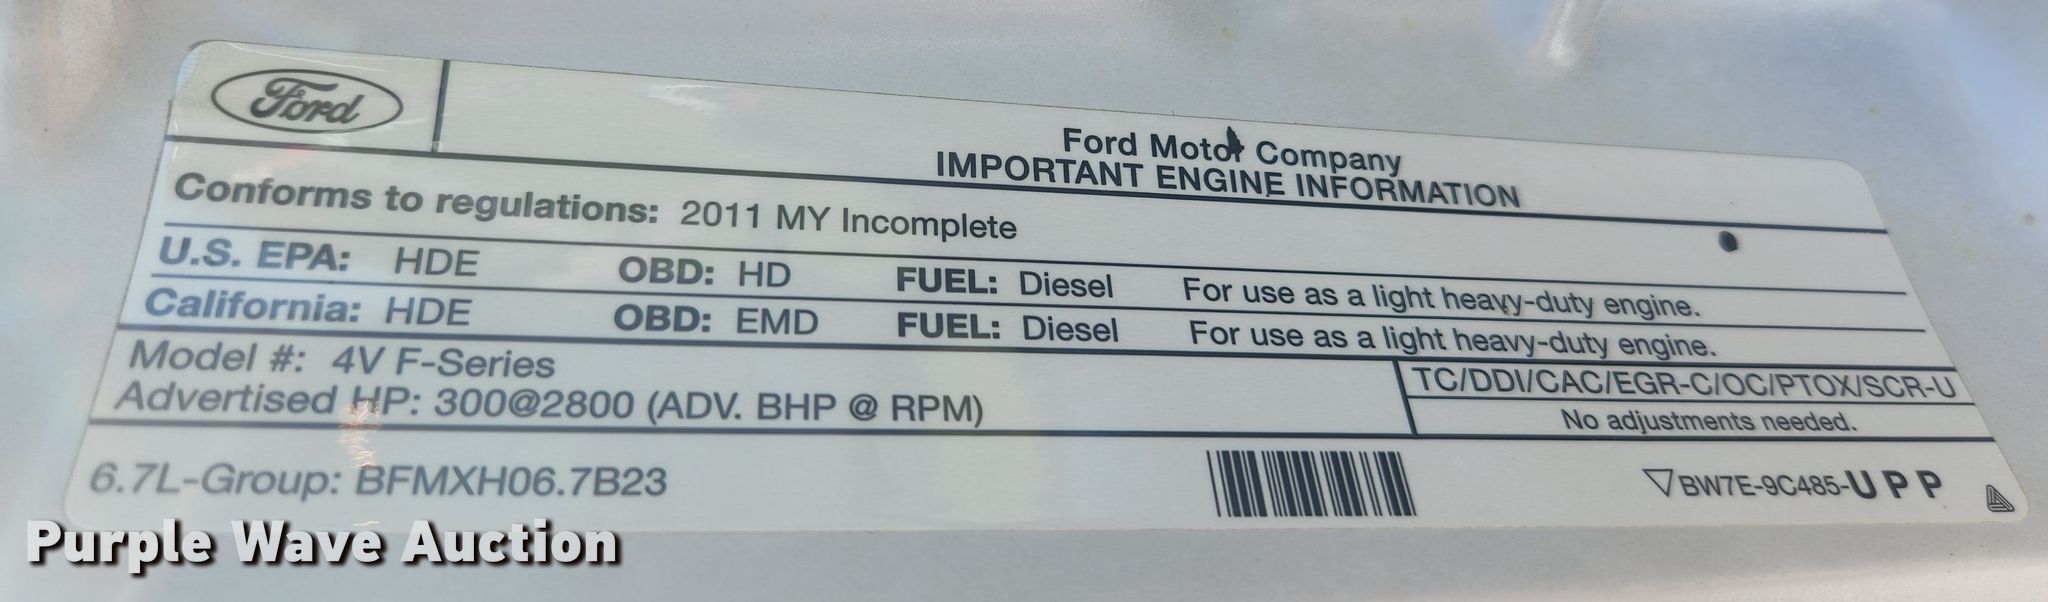 Ford
Ford Motor Company
IMPORTANT ENGINE INFORMATION
Conforms to regulations: 2011 MY Incomplete
U.S. EPA: HDE OBD: HD FUEL: Diesel For use as a light heavy-duty engine.
California: HDE OBD: EMD FUEL: Diesel For use as a light heavy-duty engine.
Model #: 4V F-Series
Advertised HP: 300@2800 (ADV. BHP @ RPM)
TC/DDI/CAC/EGR-C/OC/PTOX/SCR-U
No adjustments needed.
6.7L-Group: BFMXH06.7B23
BW7E-9C485-UPP
Purple Wave Auction